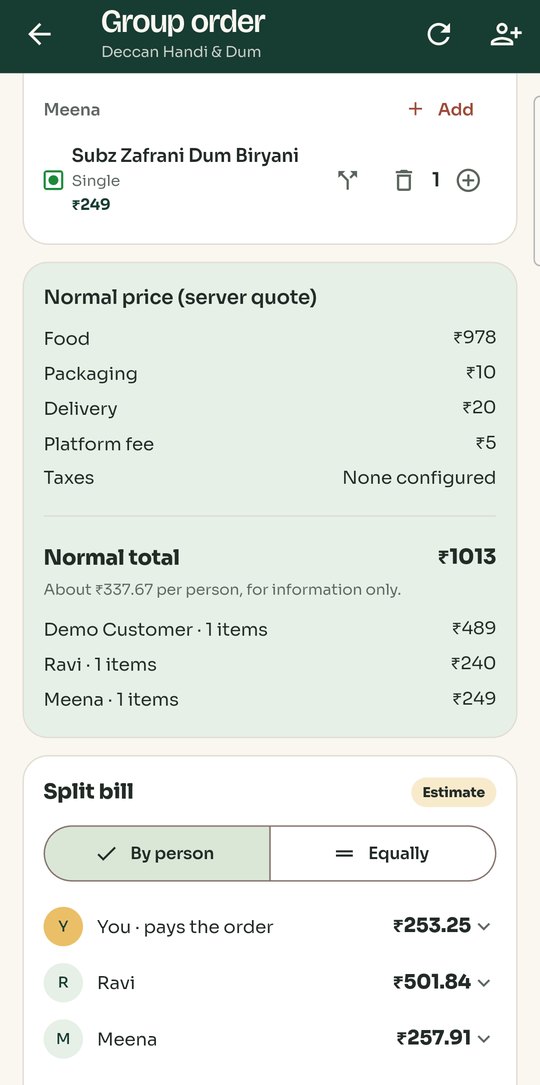 Group order
Deccan Handi & Dum
Meena
+ Add
Subz Zafrani Dum Biryani
Single
₹249
1
Normal price (server quote)
Food ₹978
Packaging ₹10
Delivery ₹20
Platform fee ₹5
Taxes None configured
Normal total ₹1013
About ₹337.67 per person, for information only.
Demo Customer · 1 items ₹489
Ravi · 1 items ₹240
Meena · 1 items ₹249
Split bill Estimate
By person Equally
Y You · pays the order ₹253.25
R Ravi ₹501.84
M Meena ₹257.91